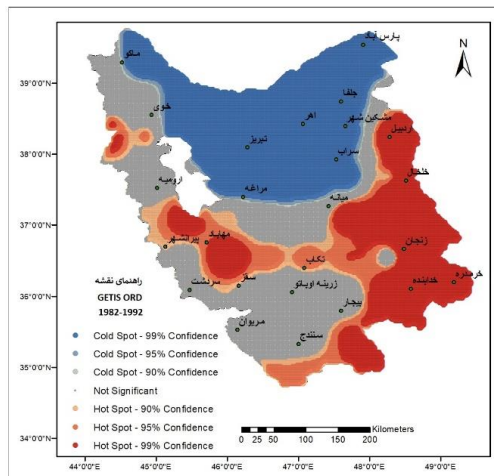 پارس آباد
N
39°0'0"N
ماکو
جلفا
خوی
اهر
مشکین شهر
اردبیل
38°0'0"N
تبریز
سراب
خلخال
ارومیه
مراغه
میانه
37°0'0"N
مهاباد
پیرانشهر
زنجان
تکاب
سقز
خدابنده
خرمدره
36°0'0"N
سردشت
زرینه اوباتو
بیجار
مریوان
سنندج
35°0'0"N
34°0'0"N
راهنمای نقشه
GETIS ORD
1982-1992
Cold Spot - 99% Confidence
Cold Spot - 95% Confidence
Cold Spot - 90% Confidence
Not Significant
Hot Spot - 90% Confidence
Hot Spot - 95% Confidence
Hot Spot - 99% Confidence
Kilometers
0 25 50 100 150 200
44°0'0"E 45°0'0"E 46°0'0"E 47°0'0"E 48°0'0"E 49°0'0"E